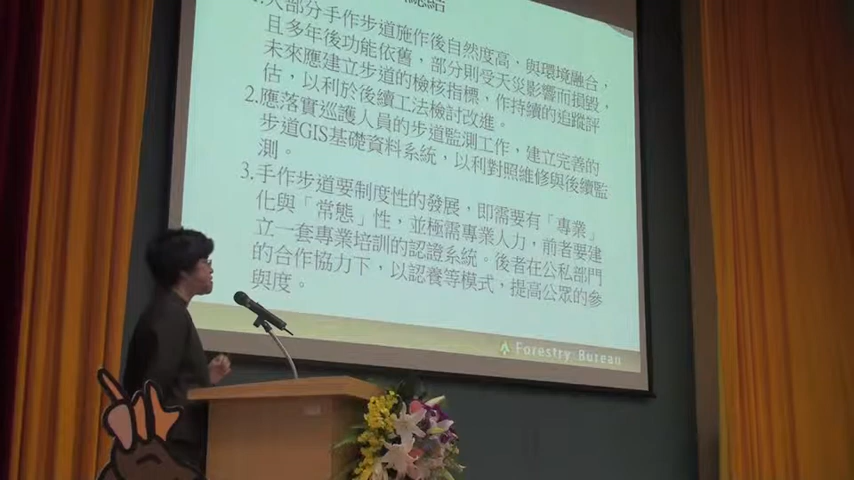 總結
1.大部分手作步道施作後自然度高，與環境融合，
且多年後功能依舊，部分則受天災影響而損毀。
未來應建立步道的檢核指標，作持續的追蹤評
估，以利於後續工法檢討改進。
2.應落實巡護人員的步道監測工作，建立完善的
步道GIS基礎資料系統，以利對照維修與後續監
測。
3.手作步道要制度性的發展，即需要有「專業」
化與「常態」性，並極需專業人力，前者要建
立一套專業培訓的認證系統。後者在公私部門
的合作協力下，以認養等模式，提高公眾的參
與度。
Forestry Bureau